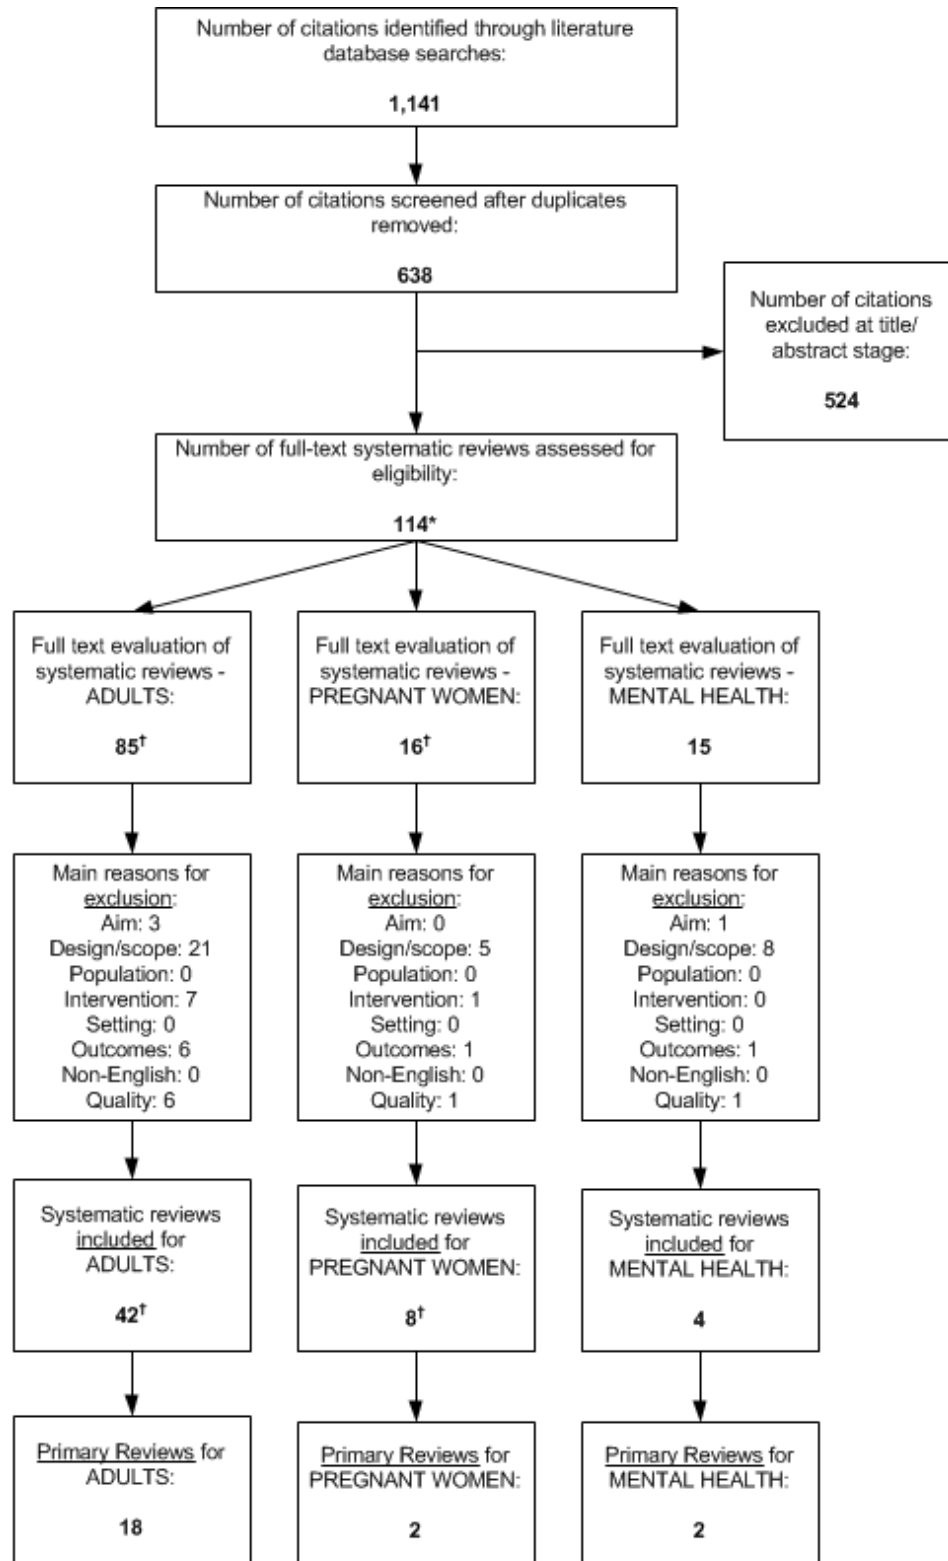 Number of citations identified through literature
database searches:
1,141
Number of citations screened after duplicates
removed:
638
Number of citations
excluded at title/
abstract stage:
524
Number of full-text systematic reviews assessed for
eligibility:
114*
Full text evaluation of
systematic reviews -
ADULTS:
85†
Full text evaluation of
systematic reviews -
PREGNANT WOMEN:
16†
Full text evaluation of
systematic reviews -
MENTAL HEALTH:
15
Main reasons for
exclusion:
Aim: 3
Design/scope: 21
Population: 0
Intervention: 7
Setting: 0
Outcomes: 6
Non-English: 0
Quality: 6
Main reasons for
exclusion:
Aim: 0
Design/scope: 5
Population: 0
Intervention: 1
Setting: 0
Outcomes: 1
Non-English: 0
Quality: 1
Main reasons for
exclusion:
Aim: 1
Design/scope: 8
Population: 0
Intervention: 0
Setting: 0
Outcomes: 1
Non-English: 0
Quality: 1
Systematic reviews
included for
ADULTS:
42†
Systematic reviews
included for
PREGNANT WOMEN:
8†
Systematic reviews
included for
MENTAL HEALTH:
4
Primary Reviews for
ADULTS:
18
Primary Reviews for
PREGNANT WOMEN:
2
Primary Reviews for
MENTAL HEALTH:
2